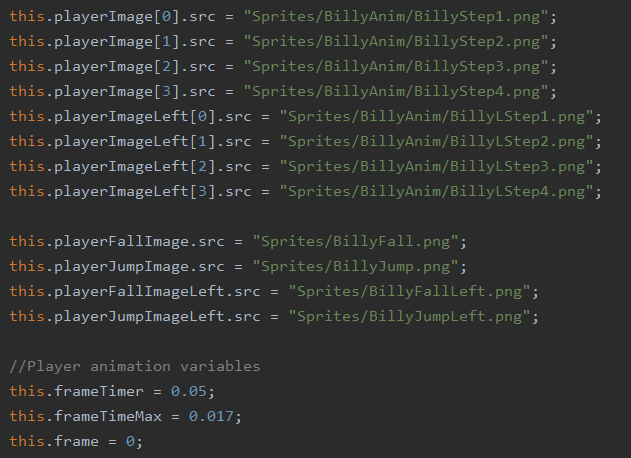 this.playerImage[0].src = "Sprites/BillyAnim/BillyStep1.png";
this.playerImage[1].src = "Sprites/BillyAnim/BillyStep2.png";
this.playerImage[2].src = "Sprites/BillyAnim/BillyStep3.png";
this.playerImage[3].src = "Sprites/BillyAnim/BillyStep4.png";
this.playerImageLeft[0].src = "Sprites/BillyAnim/BillyLStep1.png";
this.playerImageLeft[1].src = "Sprites/BillyAnim/BillyLStep2.png";
this.playerImageLeft[2].src = "Sprites/BillyAnim/BillyLStep3.png";
this.playerImageLeft[3].src = "Sprites/BillyAnim/BillyLStep4.png";
this.playerFallImage.src = "Sprites/BillyFall.png";
this.playerJumpImage.src = "Sprites/BillyJump.png";
this.playerFallImageLeft.src = "Sprites/BillyFallLeft.png";
this.playerJumpImageLeft.src = "Sprites/BillyJumpLeft.png";
//Player animation variables
this.frameTimer = 0.05;
this.frameTimeMax = 0.017;
this.frame = 0;